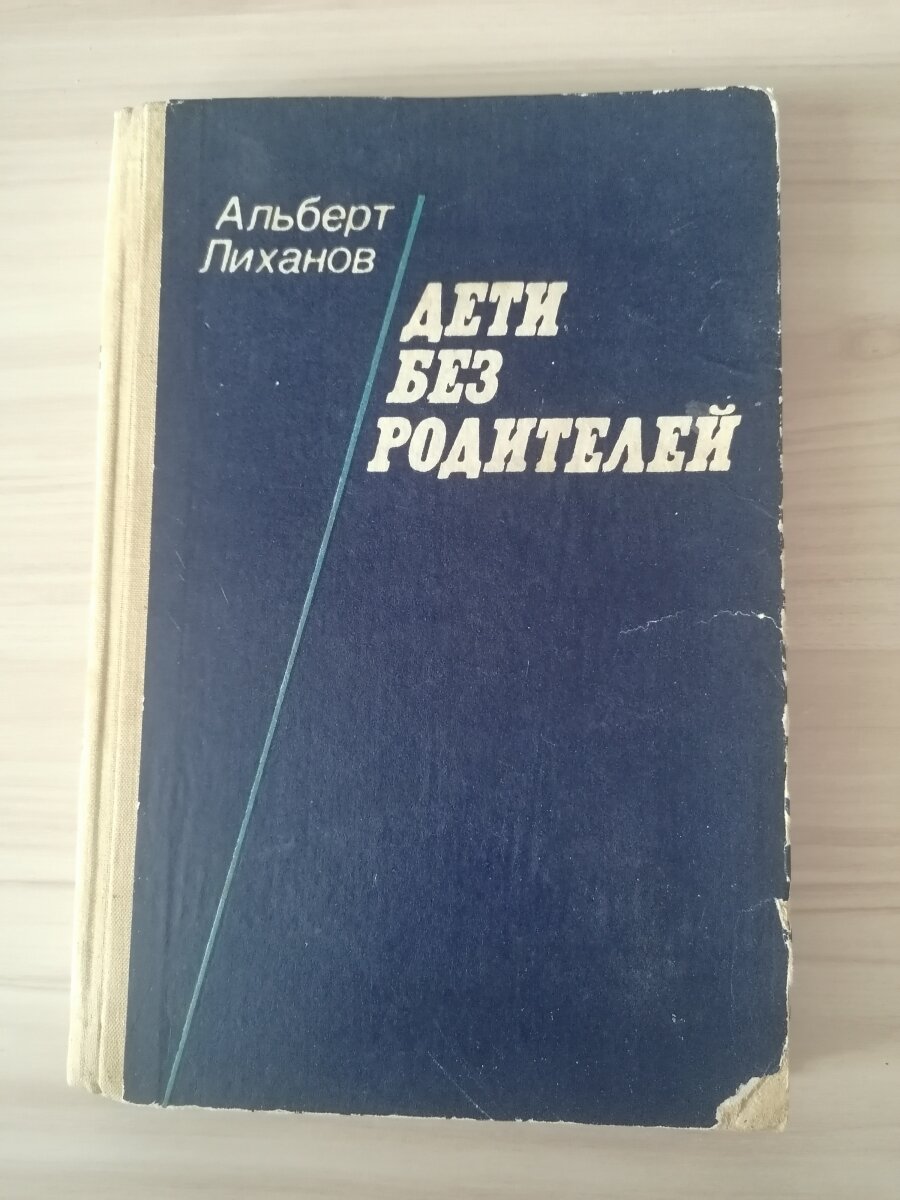 Альберт
Лиханов
ДЕТИ
БЕЗ
РОДИТЕЛЕЙ